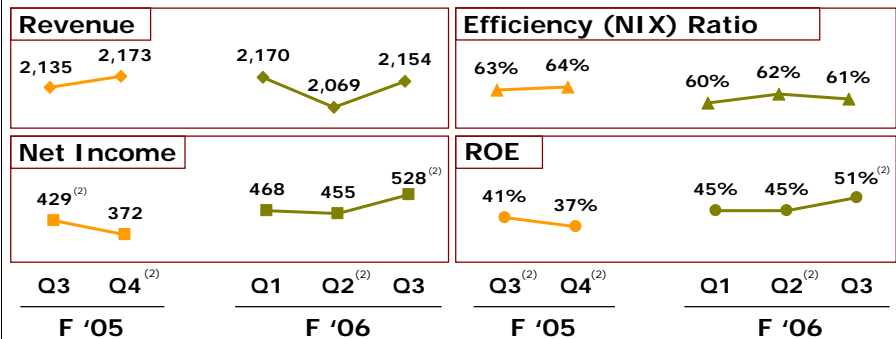 Revenue
2,135 2,173 2,170 2,069 2,154
Efficiency (NIX) Ratio
63% 64% 60% 62% 61%
Net Income
429(2) 372 468 455 528(2)
ROE
41% 37% 45% 45% 51%(2)
Q3 Q4(2) Q1 Q2(2) Q3 Q3(2) Q4(2) Q1 Q2(2) Q3
F '05 F '06 F '05 F '06